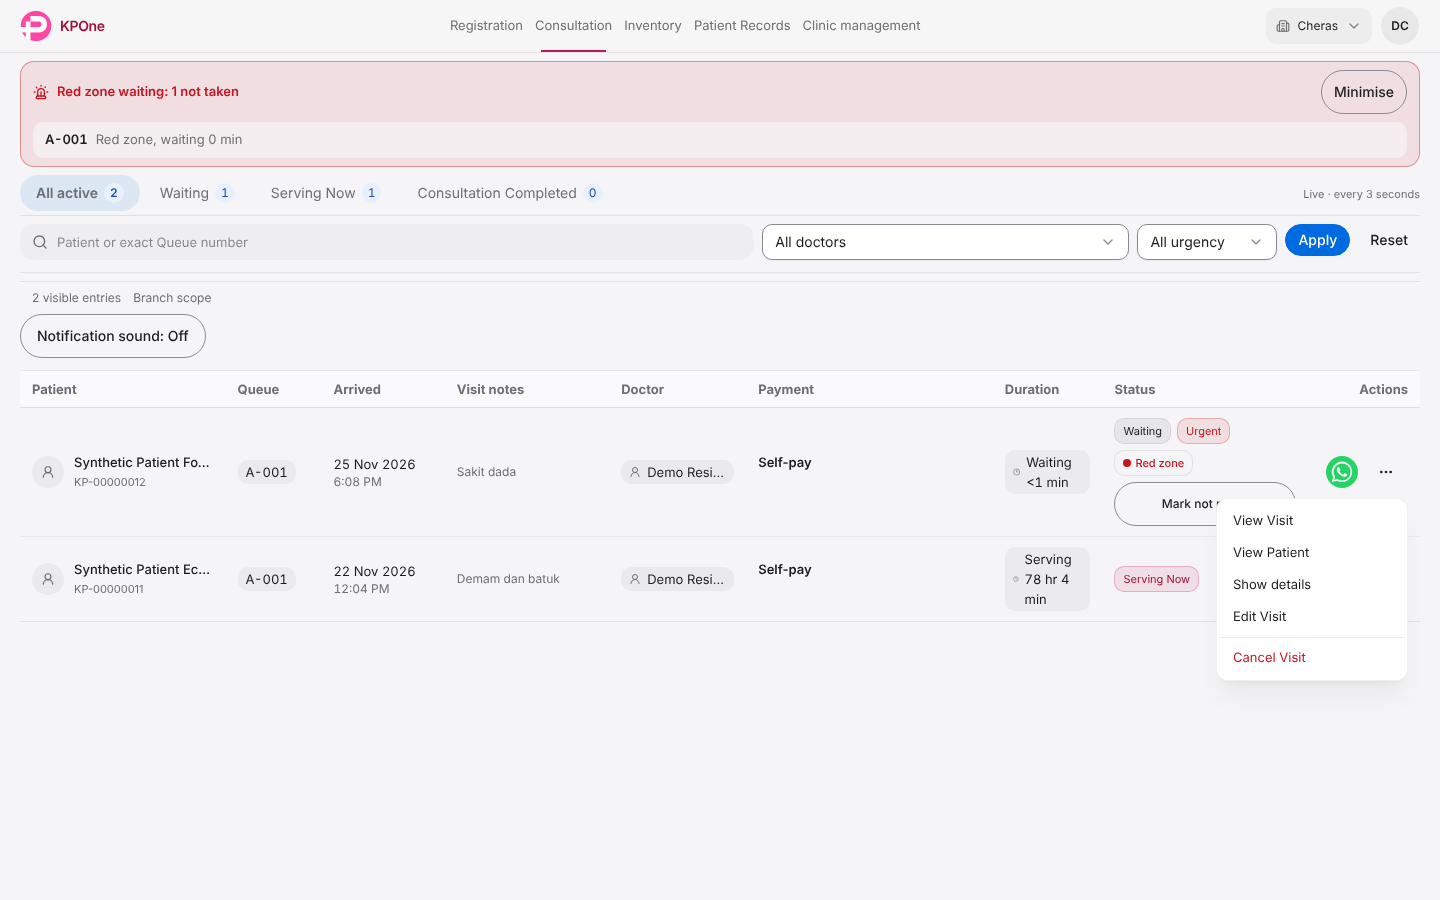 KPOne
Registration Consultation Inventory Patient Records Clinic management
Cheras
DC
Red zone waiting: 1 not taken
Minimise
A-001 Red zone, waiting 0 min
All active 2 Waiting 1 Serving Now 1 Consultation Completed 0
Live · every 3 seconds
Patient or exact Queue number
All doctors
All urgency
Apply
Reset
2 visible entries Branch scope
Notification sound: Off
Patient Queue Arrived Visit notes Doctor Payment Duration Status Actions
Synthetic Patient Fo...
KP-00000012
A-001
25 Nov 2026
6:08 PM
Sakit dada
Demo Resi...
Self-pay
Waiting
<1 min
Waiting Urgent
Red zone
Mark not
Synthetic Patient Ec...
KP-00000011
A-001
22 Nov 2026
12:04 PM
Demam dan batuk
Demo Resi...
Self-pay
Serving
78 hr 4
min
Serving Now
View Visit
View Patient
Show details
Edit Visit
Cancel Visit